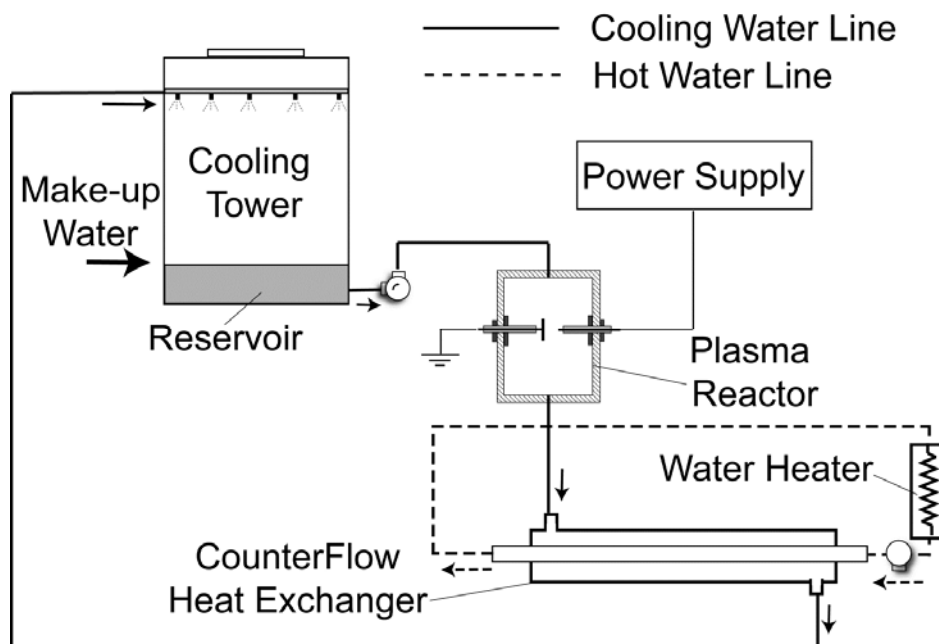 Cooling Water Line
Hot Water Line
Cooling
Tower
Make-up
Water
Power Supply
Reservoir
Plasma
Reactor
Water Heater
CounterFlow
Heat Exchanger